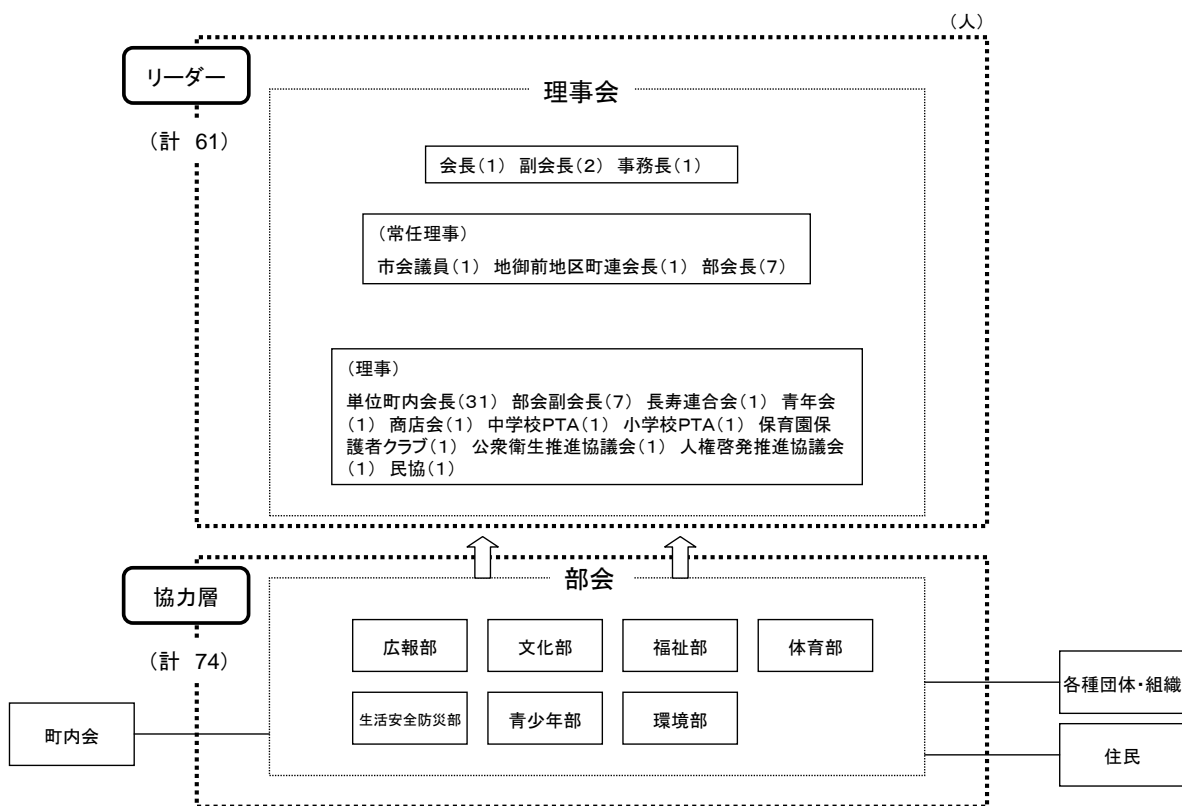 （人）
リーダー
（計 61）
理事会
会長（1） 副会長（2） 事務長（1）
（常任理事）
市会議員（1） 地御前地区町連会長（1） 部会長（7）
（理事）
単位町内会長（31） 部会副会長（7） 長寿連合会（1） 青年会
（1） 商店会（1） 中学校PTA（1） 小学校PTA（1） 保育園保
護者クラブ（1） 公衆衛生推進協議会（1） 人権啓発推進協議会
（1） 民協（1）
協力層
（計 74）
部会
広報部
文化部
福祉部
体育部
生活安全防災部
青少年部
環境部
町内会
各種団体・組織
住民